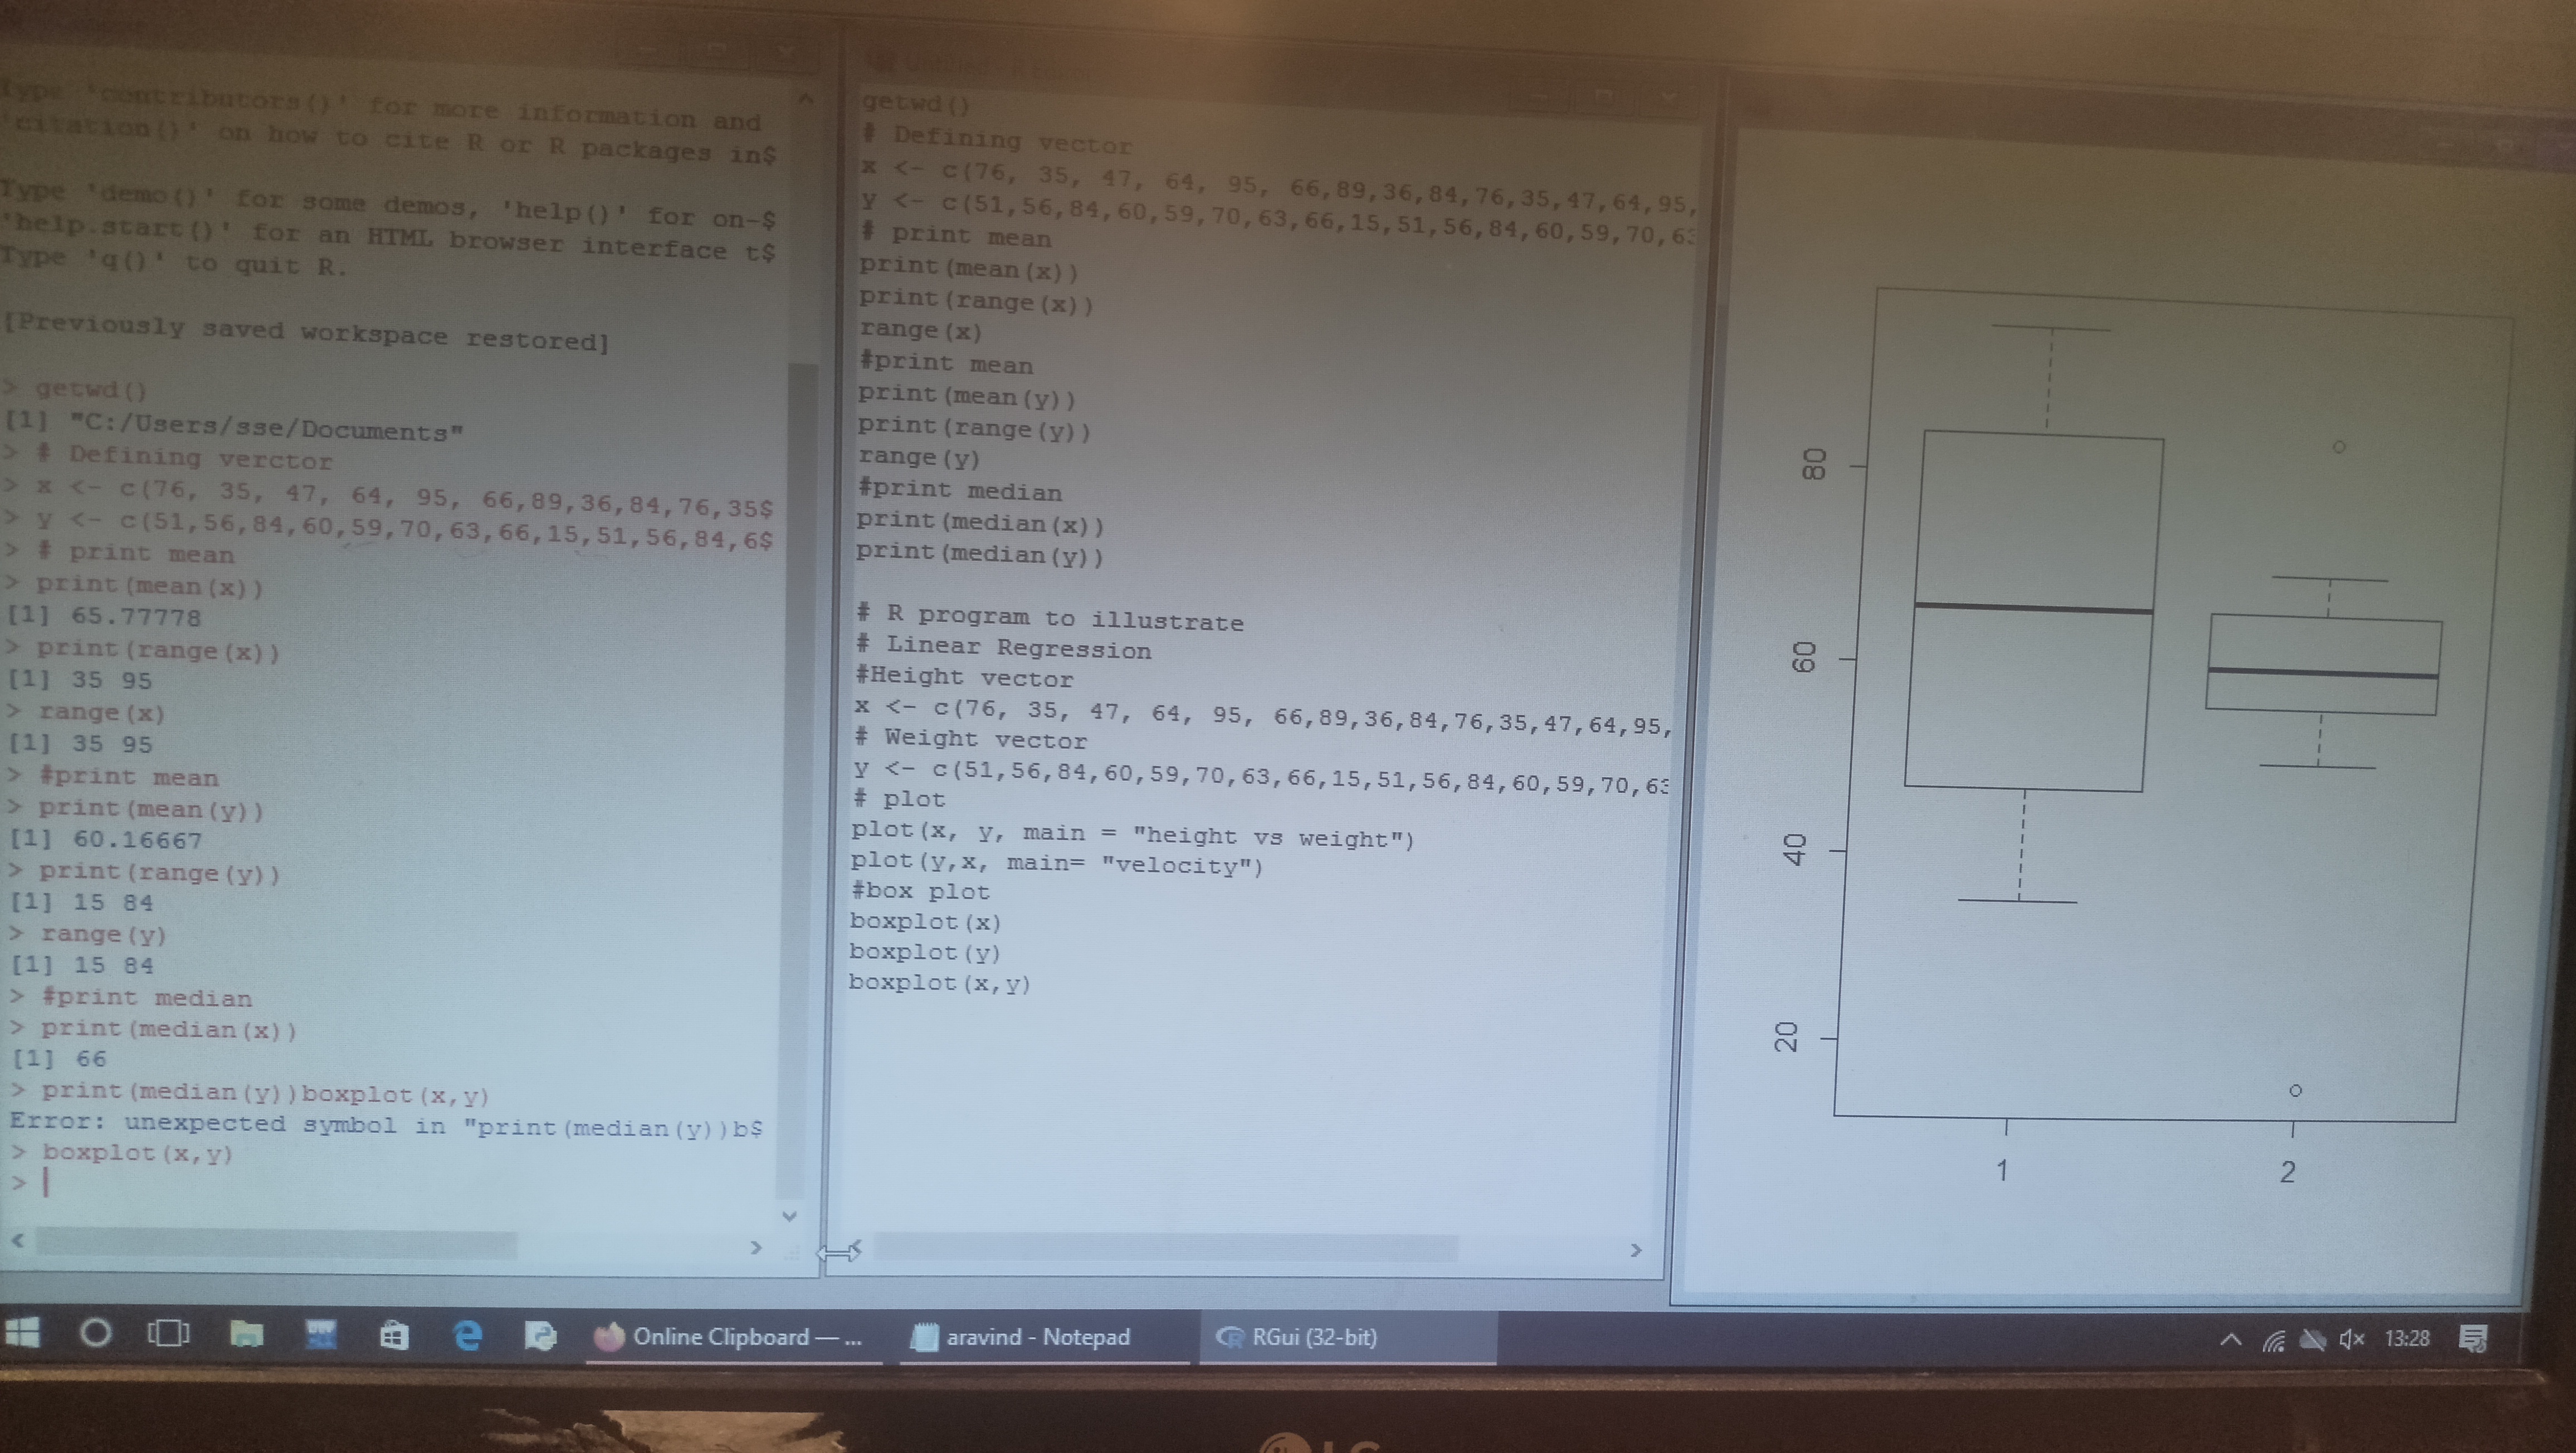 Type 'contributors()' for more information and
'citation()' on how to cite R or R packages in$
Type 'demo()' for some demos, 'help()' for on-$
'help.start()' for an HTML browser interface t$
Type 'q()' to quit R.
[Previously saved workspace restored]
> getwd()
[1] "C:/Users/sse/Documents"
> # Defining verctor
> x <- c(76, 35, 47, 64, 95, 66,89,36,84,76,35$
> y <- c(51,56,84,60,59,70,63,66,15,51,56,84,6$
> # print mean
> print(mean(x))
[1] 65.77778
> print(range(x))
[1] 35 95
> range(x)
[1] 35 95
> #print mean
> print(mean(y))
[1] 60.16667
> print(range(y))
[1] 15 84
> range(y)
[1] 15 84
> #print median
> print(median(x))
[1] 66
> print(median(y))boxplot(x,y)
Error: unexpected symbol in "print(median(y))b$
> boxplot(x,y)
>
getwd()
# Defining vector
x <- c(76, 35, 47, 64, 95, 66,89,36,84,76,35,47,64,95,
y <- c(51,56,84,60,59,70,63,66,15,51,56,84,60,59,70,63
# print mean
print(mean(x))
print(range(x))
range(x)
#print mean
print(mean(y))
print(range(y))
range(y)
#print median
print(median(x))
print(median(y))
# R program to illustrate
# Linear Regression
#Height vector
x <- c(76, 35, 47, 64, 95, 66,89,36,84,76,35,47,64,95,
# Weight vector
y <- c(51,56,84,60,59,70,63,66,15,51,56,84,60,59,70,63
# plot
plot(x, y, main = "height vs weight")
plot(y,x, main= "velocity")
#box plot
boxplot(x)
boxplot(y)
boxplot(x,y)
80
60
40
20
1
2
Online Clipboard — ...
aravind - Notepad
RGui (32-bit)
13:28
LG